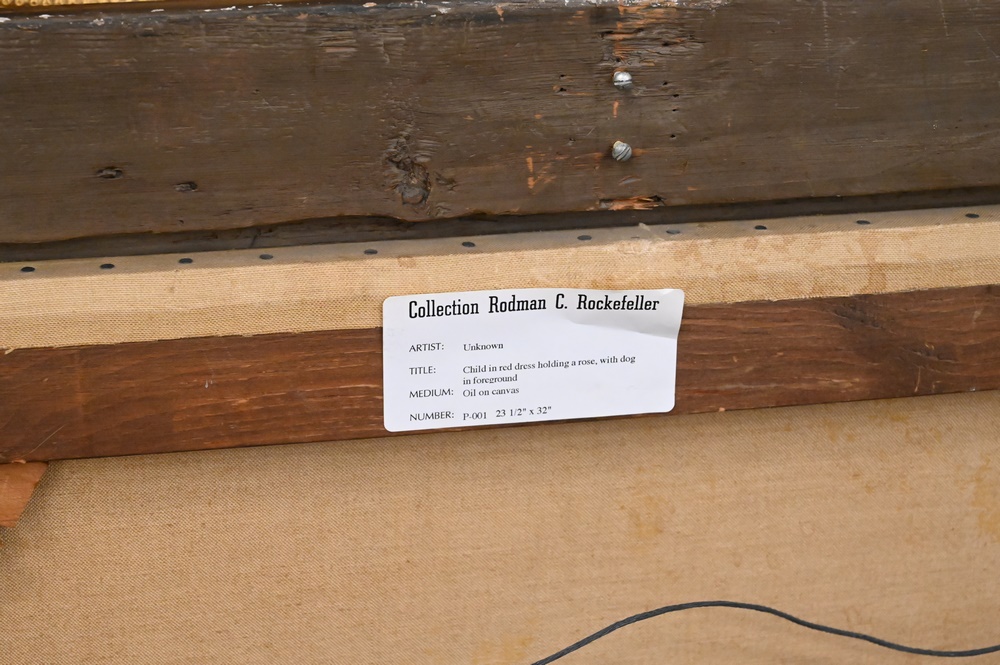 Collection Rodman C. Rockefeller
ARTIST: Unknown
TITLE: Child in red dress holding a rose, with dog
in foreground
MEDIUM: Oil on canvas
NUMBER: P-001 23 1/2" x 32"